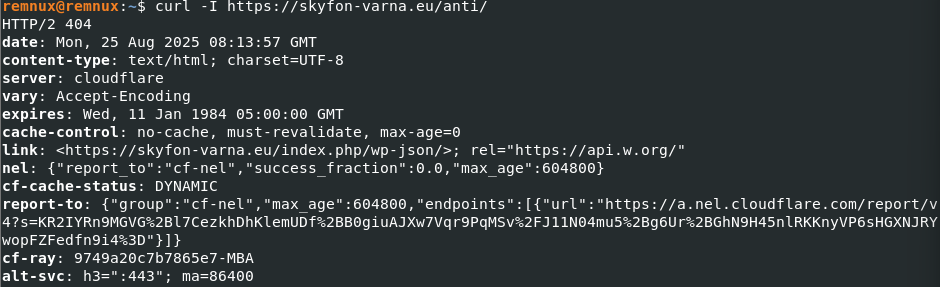 remnux@remnux:~$ curl -I https://skyfon-varna.eu/anti/
HTTP/2 404
date: Mon, 25 Aug 2025 08:13:57 GMT
content-type: text/html; charset=UTF-8
server: cloudflare
vary: Accept-Encoding
expires: Wed, 11 Jan 1984 05:00:00 GMT
cache-control: no-cache, must-revalidate, max-age=0
link: <https://skyfon-varna.eu/index.php/wp-json/>; rel="https://api.w.org/"
nel: {"report_to":"cf-nel","success_fraction":0.0,"max_age":604800}
cf-cache-status: DYNAMIC
report-to: {"group":"cf-nel","max_age":604800,"endpoints":[{"url":"https://a.nel.cloudflare.com/report/v
4?s=KR2IYRn9MGVG%2Bl7CezkhDhKlemUDf%2BB0giuAJXw7Vqr9PqMSv%2FJ11N04mu5%2Bg6Ur%2BGhN9H45nlRKKnyVP6sHGXNJRY
wopFZFedfn9i4%3D"}]}
cf-ray: 9749a20c7b7865e7-MBA
alt-svc: h3=":443"; ma=86400